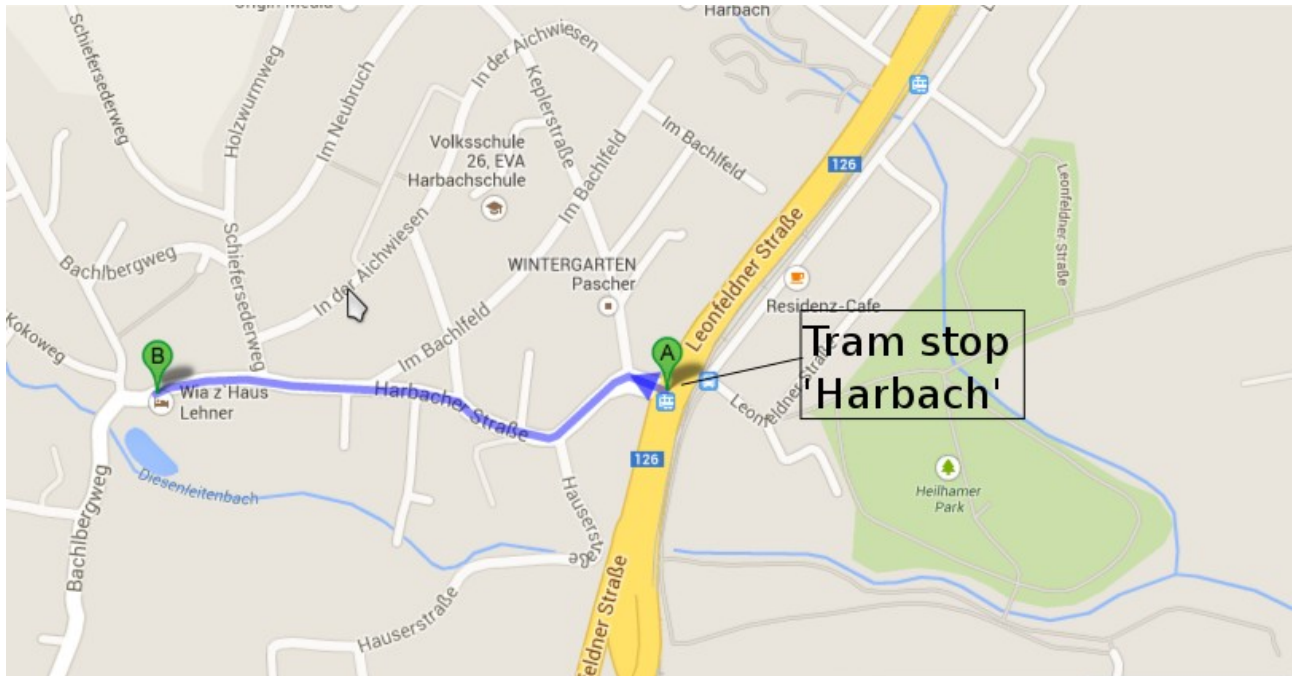 Harbach
Schiefersederweg
Holzwurmweg
Im Neubruch
In der Aichwiesen
Keplerstraße
Im Bachlfeld
Im Bachlfeld
Volksschule
26, EVA
Harbachschule
126
Leonfeldner Straße
Leonfeldner Straße
Bachlbergweg
Schiefersederweg
In der Aichwiesen
WINTERGARTEN
Pascher
Residenz-Cafe
Kokoweg
Im Bachlfeld
Tram stop
'Harbach'
A
B
Wia z'Haus
Lehner
Harbacher Straße
Leonfeldner Straße
126
Diesenleitenbach
Bachlbergweg
Hauserstraße
Heilhamer
Park
Hauserstraße
feldner Straße